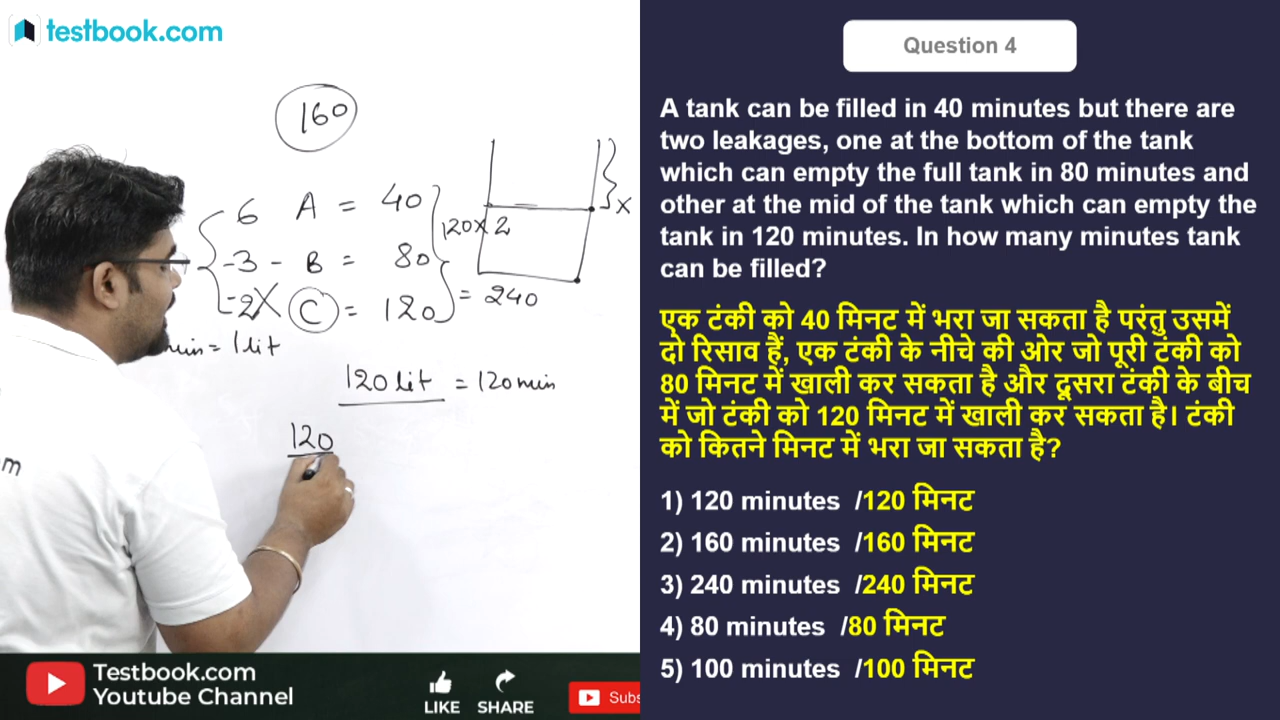 testbook.com
160
6 A = 40
-3 - B = 80
-2 C = 120
120 x 2
= 240
x
min = 1 lit
120 lit = 120 min
120
m
Testbook.com
Youtube Channel
LIKE SHARE
Subs
Question 4
A tank can be filled in 40 minutes but there are
two leakages, one at the bottom of the tank
which can empty the full tank in 80 minutes and
other at the mid of the tank which can empty the
tank in 120 minutes. In how many minutes tank
can be filled?
एक टंकी को 40 मिनट में भरा जा सकता है परंतु उसमें
दो रिसाव हैं, एक टंकी के नीचे की ओर जो पूरी टंकी को
80 मिनट में खाली कर सकता है और दूसरा टंकी के बीच
में जो टंकी को 120 मिनट में खाली कर सकता है। टंकी
को कितने मिनट में भरा जा सकता है?
1) 120 minutes /120 मिनट
2) 160 minutes /160 मिनट
3) 240 minutes /240 मिनट
4) 80 minutes /80 मिनट
5) 100 minutes /100 मिनट